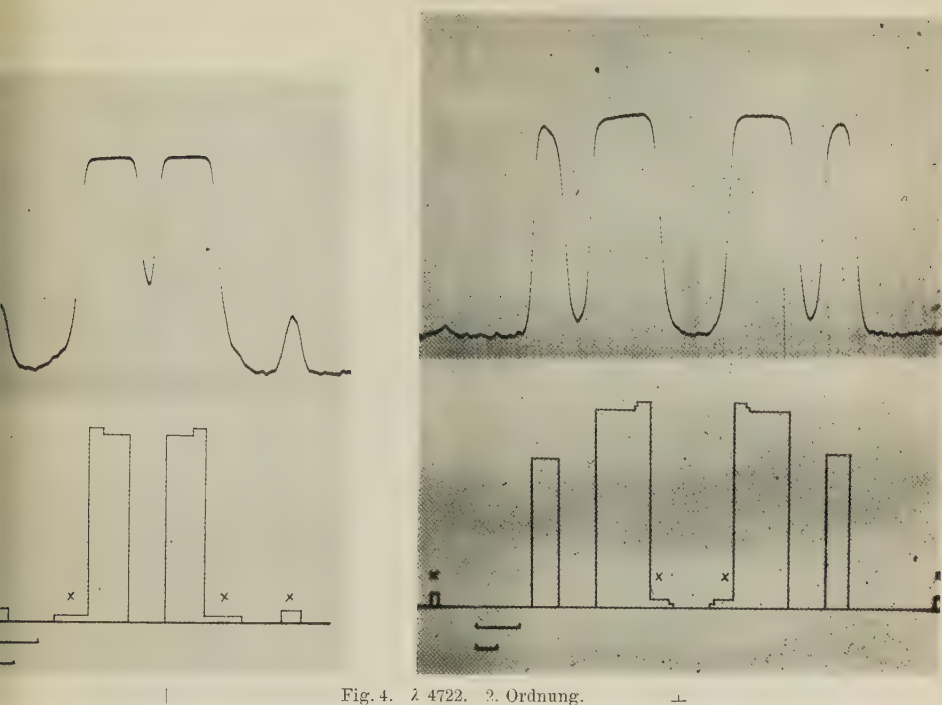 x x x x x x
Fig. 4. λ 4722. 2. Ordnung.